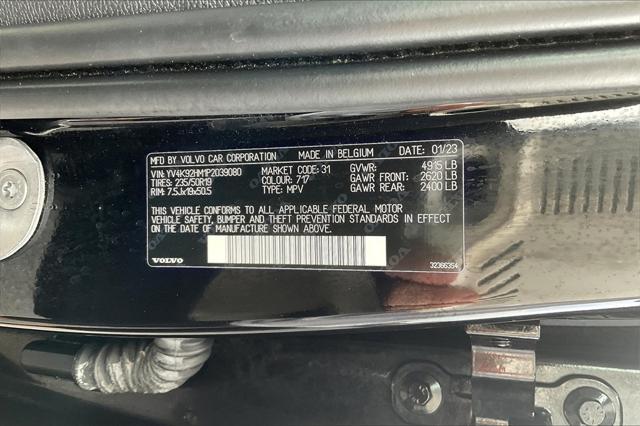 MFD. BY VOLVO CAR CORPORATION MADE IN BELGIUM DATE: 01/23
VIN: YV4K92HM1P2039080 MARKET CODE: 31 GVWR: 4915 LB
TIRES: 235/50R19 COLOUR: 717 GAWR FRONT: 2620 LB
RIM: 7.5Jx19x50.5 TYPE: MPV GAWR REAR: 2400 LB
THIS VEHICLE CONFORMS TO ALL APPLICABLE FEDERAL MOTOR
VEHICLE SAFETY, BUMPER AND THEFT PREVENTION STANDARDS IN EFFECT
ON THE DATE OF MANUFACTURE SHOWN ABOVE.
VOLVO 32366354